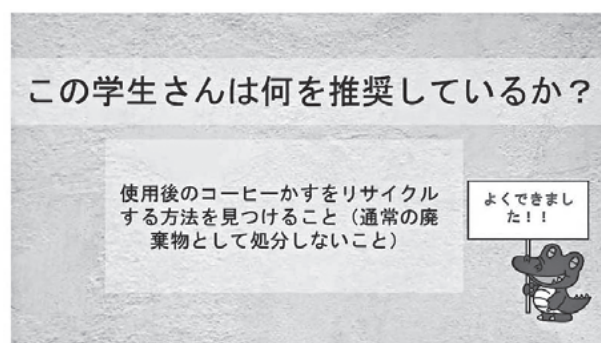 この学生さんは何を推奨しているか？
使用後のコーヒーかすをリサイクル
する方法を見つけること（通常の廃
棄物として処分しないこと）
よくできまし
た！！